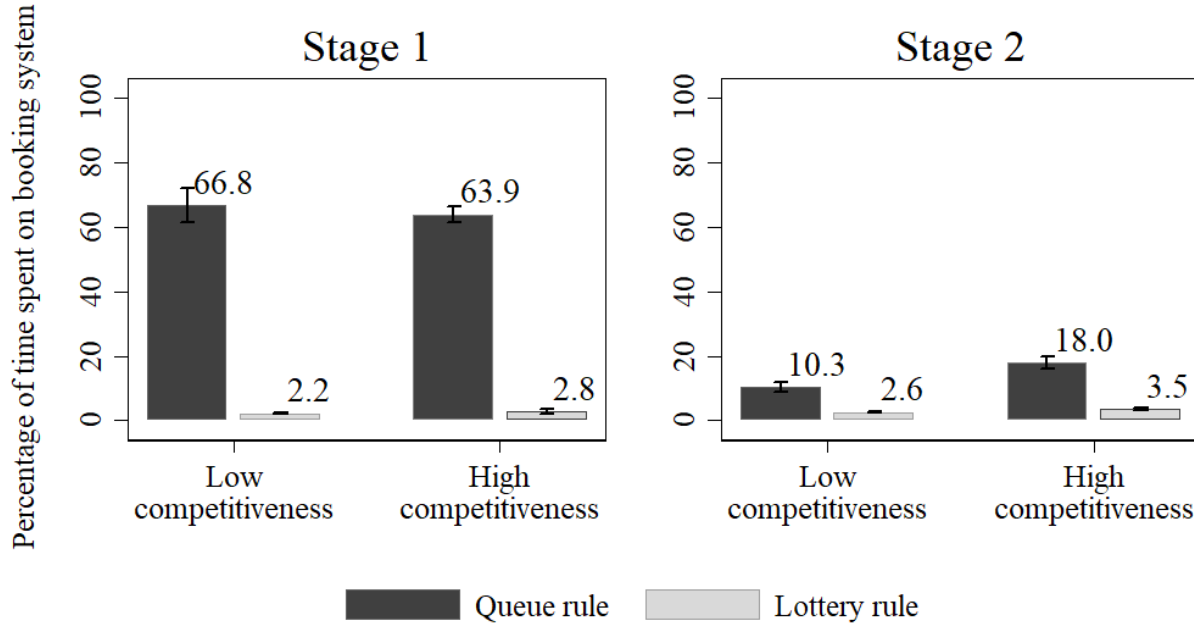 Percentage of time spent on booking system
Stage 1
100
80
60
40
20
0
66.8
2.2
63.9
2.8
Low
competitiveness
High
competitiveness
Stage 2
100
80
60
40
20
0
10.3
2.6
18.0
3.5
Low
competitiveness
High
competitiveness
Queue rule
Lottery rule